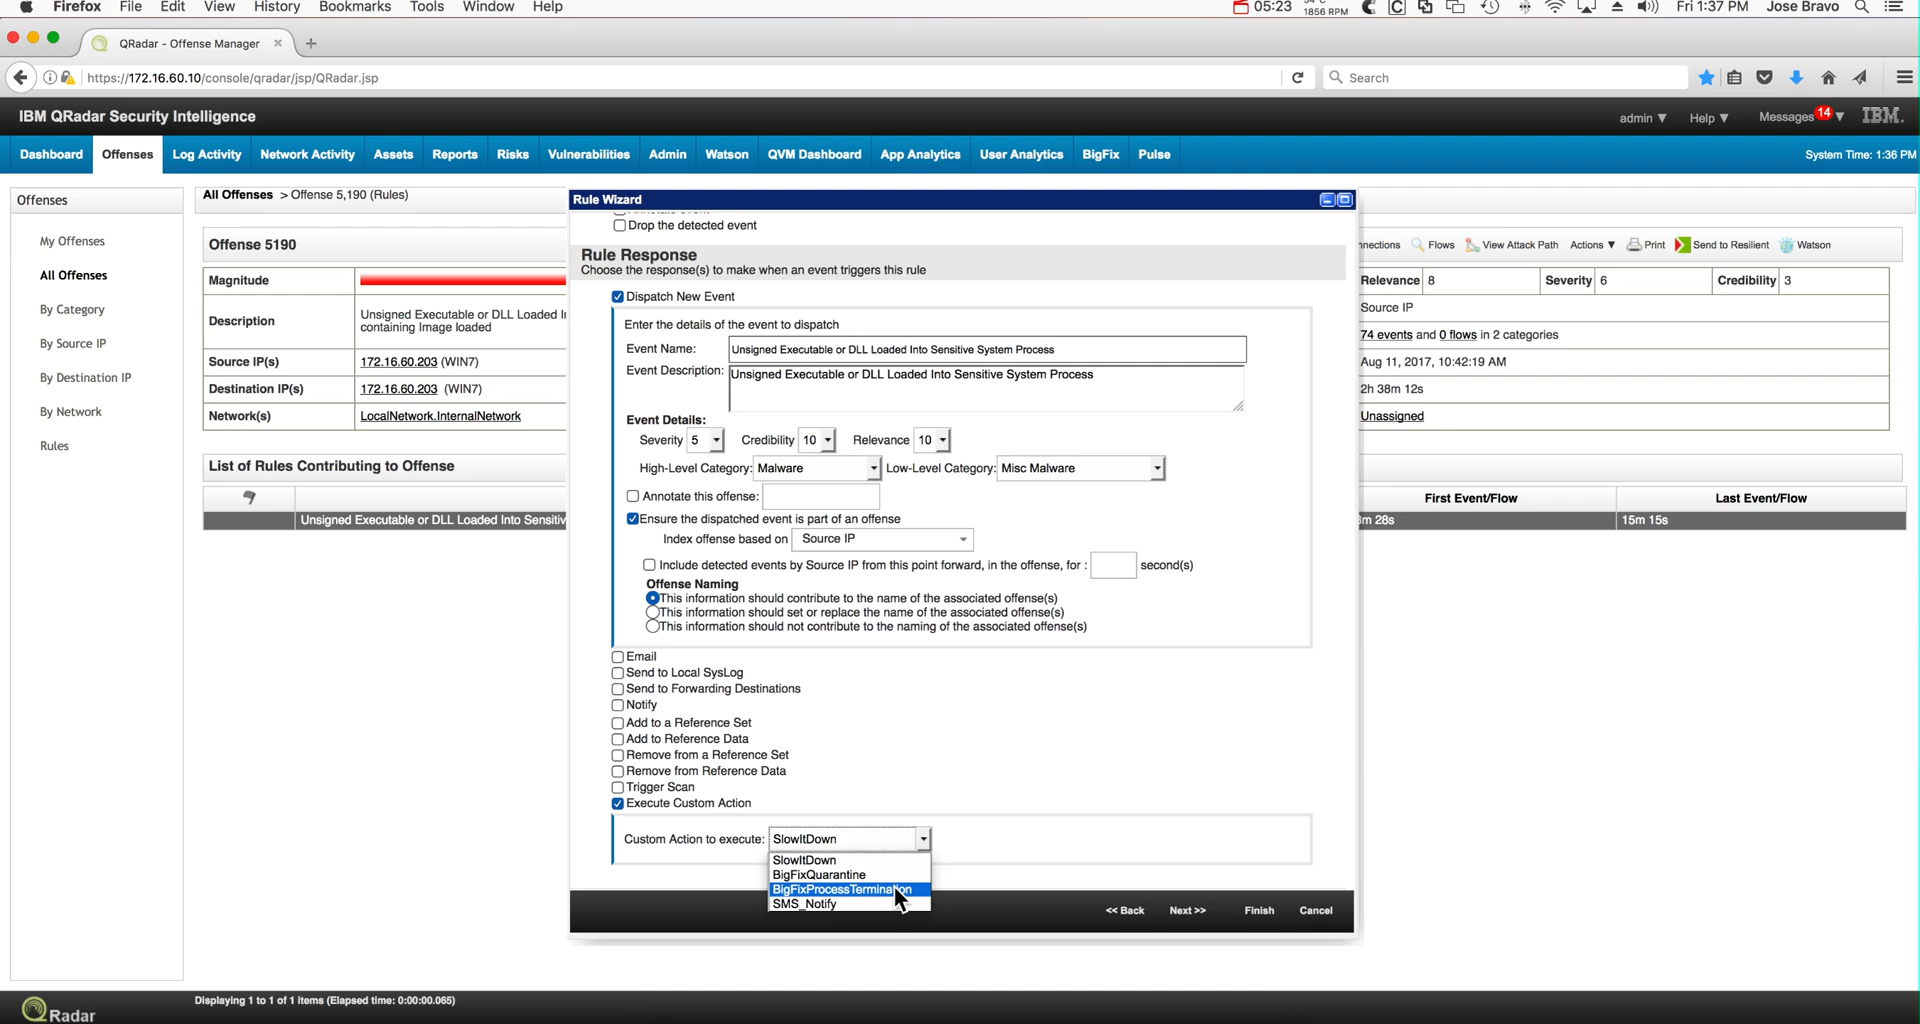 Firefox File Edit View History Bookmarks Tools Window Help 05:23 1856 RPM Fri 1:37 PM Jose Bravo
QRadar - Offense Manager
https://172.16.60.10/console/qradar/jsp/QRadar.jsp
Search
IBM QRadar Security Intelligence
admin ▼ Help ▼ Messages 14 ▼ IBM.
Dashboard Offenses Log Activity Network Activity Assets Reports Risks Vulnerabilities Admin Watson QVM Dashboard App Analytics User Analytics BigFix Pulse System Time: 1:36 PM
Offenses
My Offenses
All Offenses
By Category
By Source IP
By Destination IP
By Network
Rules
All Offenses > Offense 5,190 (Rules)
Offense 5190
nnections Flows View Attack Path Actions ▼ Print Send to Resilient Watson
Magnitude
Relevance 8 Severity 6 Credibility 3
Description
Unsigned Executable or DLL Loaded I
containing Image loaded
Source IP
74 events and 0 flows in 2 categories
Source IP(s) 172.16.60.203 (WIN7)
Aug 11, 2017, 10:42:19 AM
Destination IP(s) 172.16.60.203 (WIN7)
2h 38m 12s
Network(s) LocalNetwork.InternalNetwork
Unassigned
List of Rules Contributing to Offense
First Event/Flow Last Event/Flow
Unsigned Executable or DLL Loaded Into Sensitiv
m 28s 15m 15s
Rule Wizard
Drop the detected event
Rule Response
Choose the response(s) to make when an event triggers this rule
Dispatch New Event
Enter the details of the event to dispatch
Event Name: Unsigned Executable or DLL Loaded Into Sensitive System Process
Event Description: Unsigned Executable or DLL Loaded Into Sensitive System Process
Event Details:
Severity 5 Credibility 10 Relevance 10
High-Level Category: Malware Low-Level Category: Misc Malware
Annotate this offense:
Ensure the dispatched event is part of an offense
Index offense based on Source IP
Include detected events by Source IP from this point forward, in the offense, for : second(s)
Offense Naming
This information should contribute to the name of the associated offense(s)
This information should set or replace the name of the associated offense(s)
This information should not contribute to the naming of the associated offense(s)
Email
Send to Local SysLog
Send to Forwarding Destinations
Notify
Add to a Reference Set
Add to Reference Data
Remove from a Reference Set
Remove from Reference Data
Trigger Scan
Execute Custom Action
Custom Action to execute: SlowItDown
SlowItDown
BigFixQuarantine
BigFixProcessTermination
SMS_Notify
<< Back Next >> Finish Cancel
Displaying 1 to 1 of 1 items (Elapsed time: 0:00:00.065)
QRadar